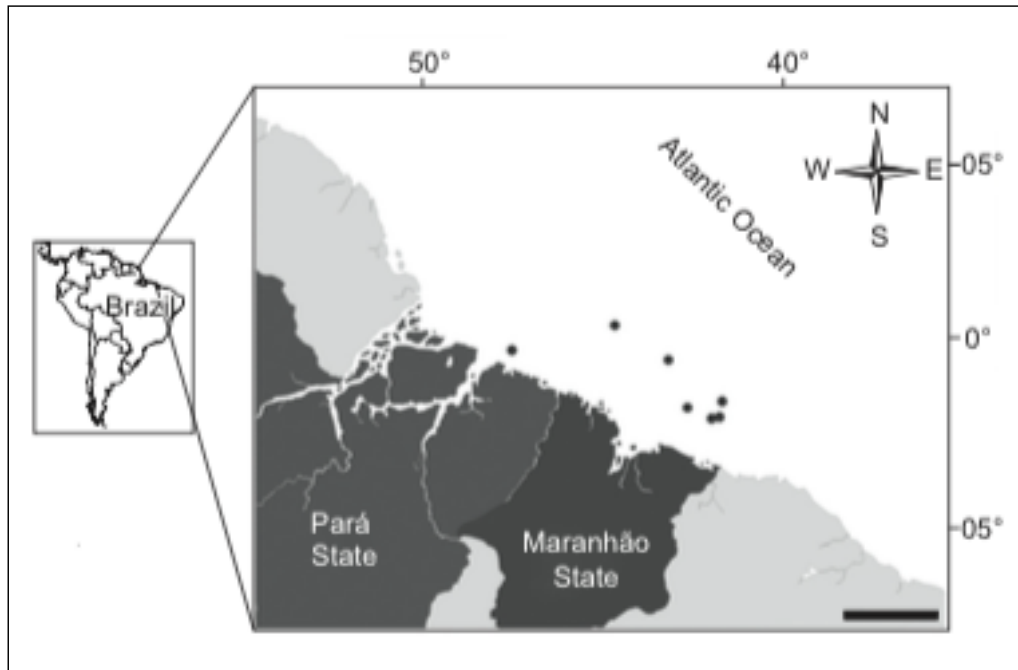 50°
40°
N
Atlantic Ocean
W
E
05°
S
Brazil
0°
Pará
State
Maranhão
State
05°